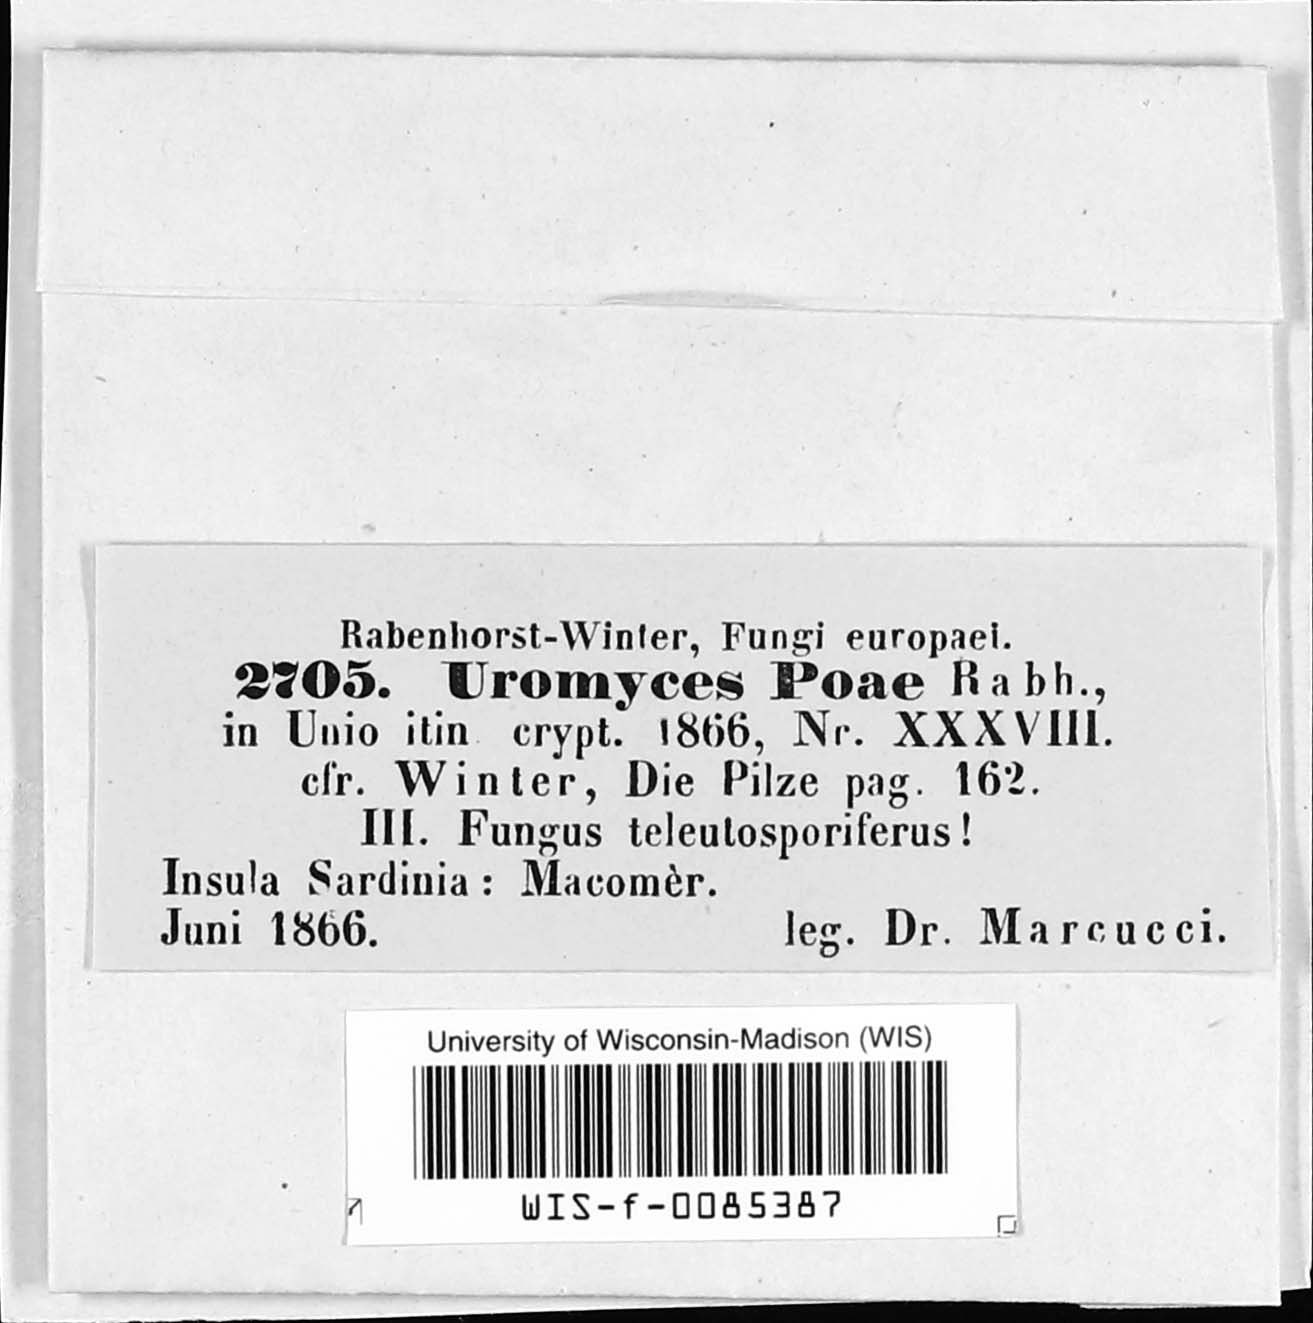 Rabenhorst-Winter, Fungi europaei.
2705. Uromyces Poae Rabh.,
in Unio itin. crypt. 1866, Nr. XXXVIII.
cfr. Winter, Die Pilze pag. 162.
III. Fungus teleutosporiferus!
Insula Sardinia: Macomèr.
Juni 1866. leg. Dr. Marcucci.
University of Wisconsin-Madison (WIS)
WIS-f-0085387